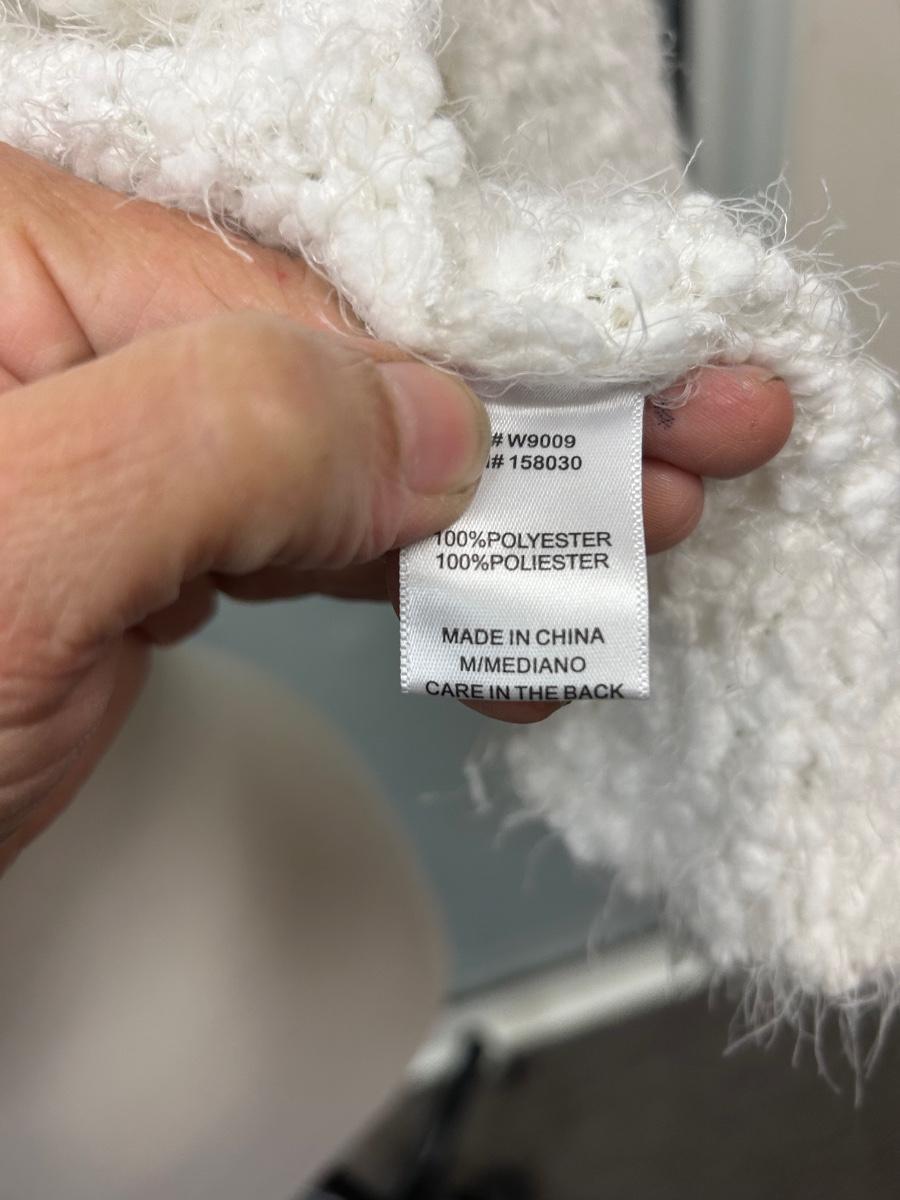 # W9009
# 158030
100%POLYESTER
100%POLIESTER
MADE IN CHINA
M/MEDIANO
CARE IN THE BACK